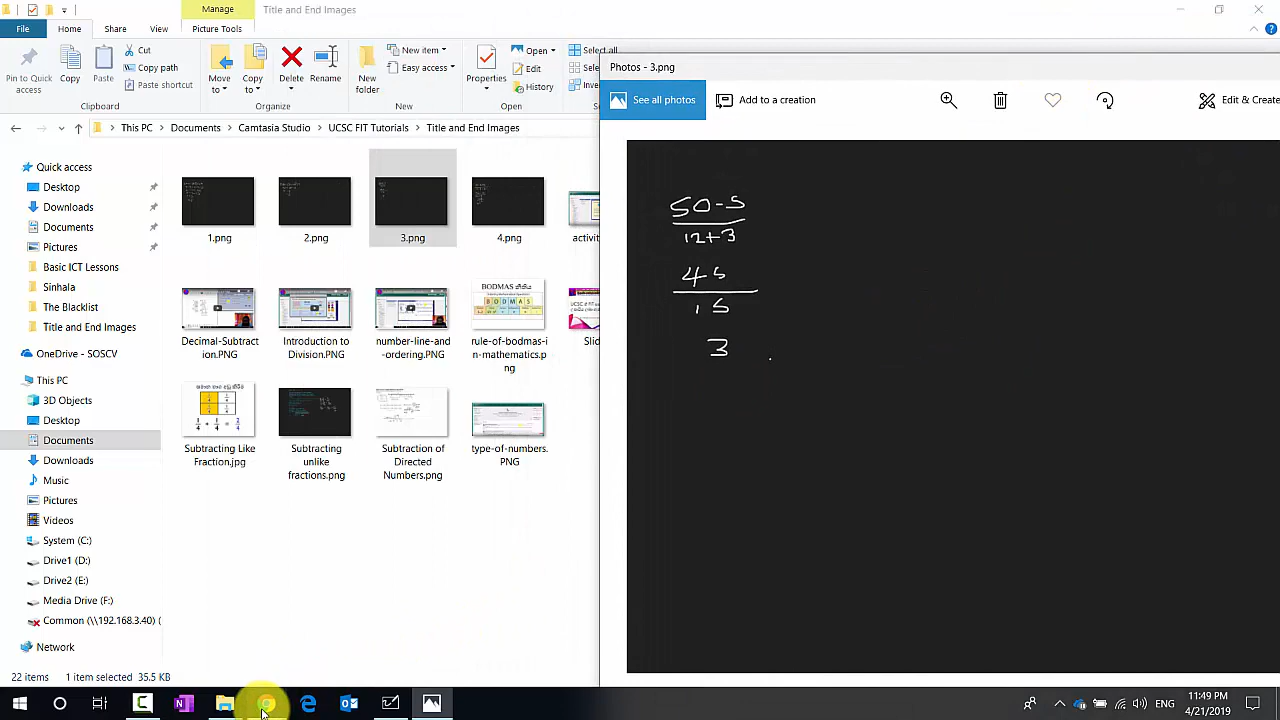 Manage
Title and End Images
File
Home
Share
View
Picture Tools
Pin to Quick access
Copy
Paste
Cut
Copy path
Paste shortcut
Clipboard
Move to
Copy to
Delete
Rename
Organize
New folder
New item
Easy access
New
Properties
Open
Edit
History
Open
Select all
This PC
Documents
Camtasia Studio
UCSC FIT Tutorials
Title and End Images
Quick access
Desktop
Downloads
Documents
Pictures
Basic ICT Lessons
Sinhala
The Blacklist
Title and End Images
OneDrive - SOSCV
This PC
3D Objects
Desktop
Documents
Downloads
Music
Pictures
Videos
System (C:)
Drive1 (D:)
Drive2 (E:)
Media Drive (F:)
Common (\\192.168.3.40) (
Network
1.png
2.png
3.png
4.png
Decimal-Subtract
ion.PNG
Introduction to
Division.PNG
number-line-and
-ordering.PNG
BODMAS
B O D M A S
rule-of-bodmas-i
n-mathematics.p
ng
Subtracting Like
Fraction.jpg
Subtracting
unlike
fractions.png
Subtraction of
Directed
Numbers.png
type-of-numbers.
PNG
22 items
1 item selected 35.5 KB
Photos - 3.png
See all photos
Add to a creation
Edit & Create
50-5
12+3
45
15
3
ENG
11:49 PM
4/21/2019